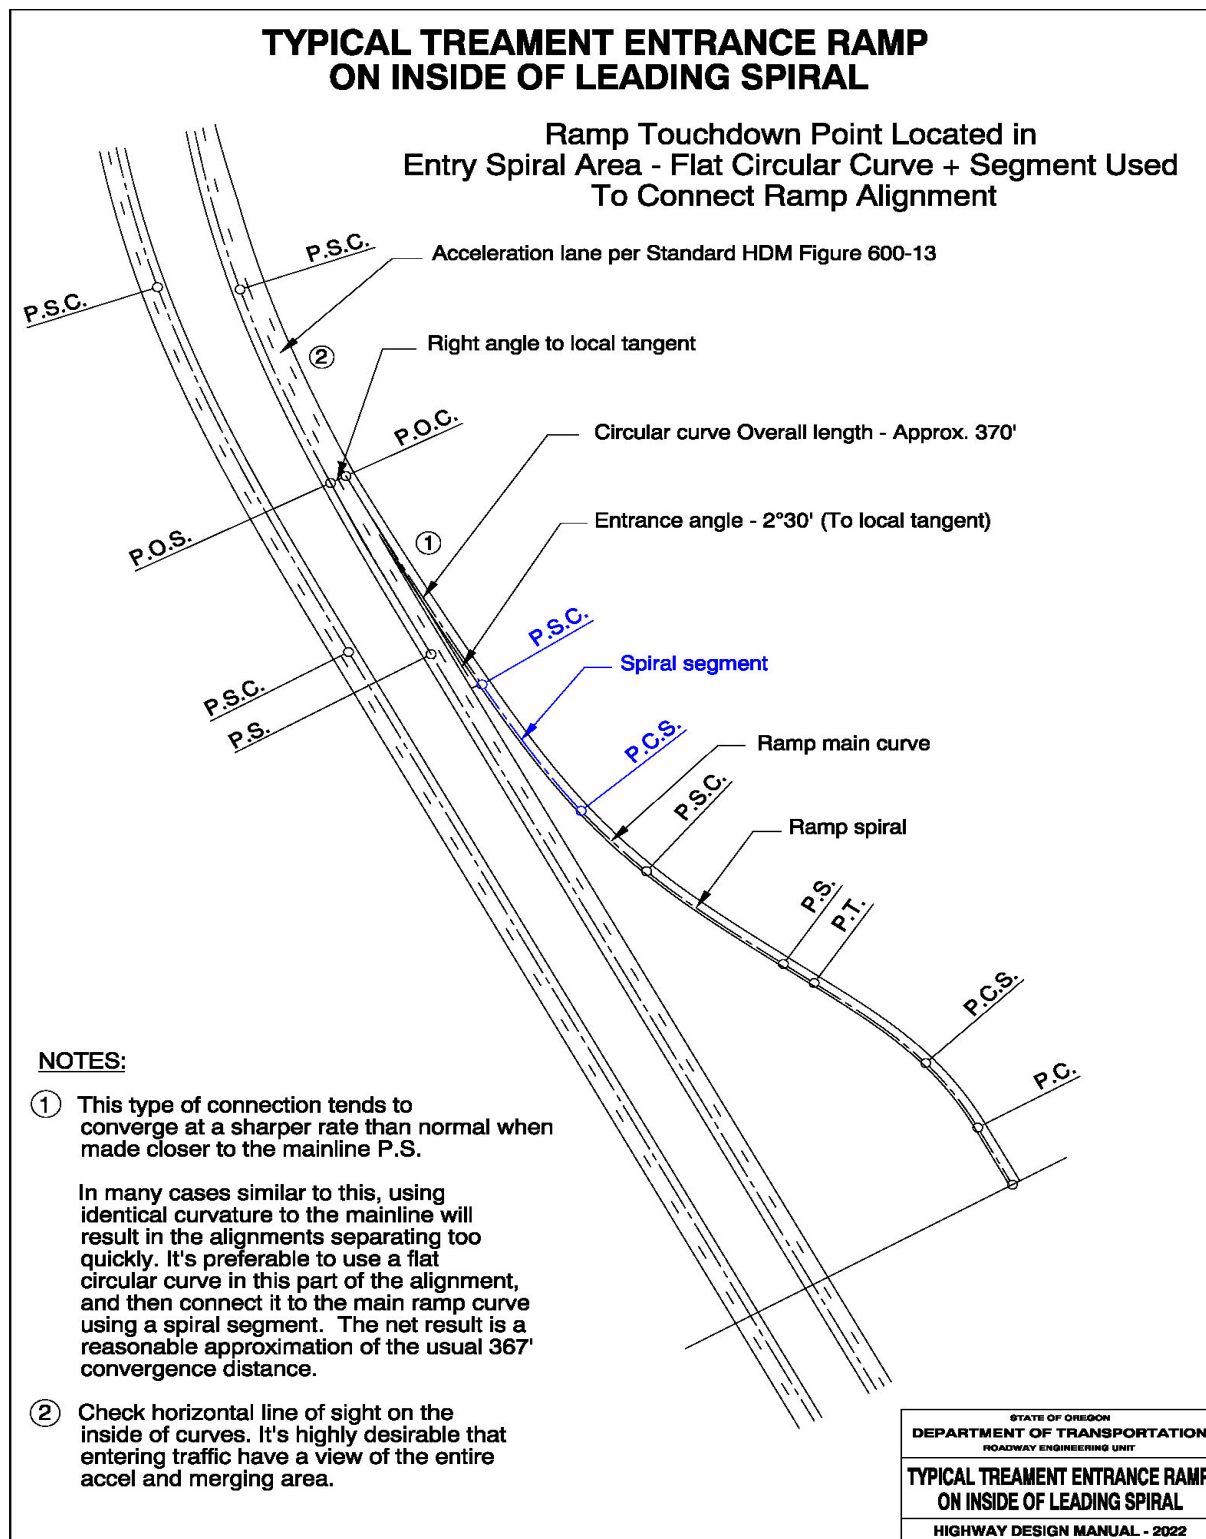 TYPICAL TREAMENT ENTRANCE RAMP
ON INSIDE OF LEADING SPIRAL
Ramp Touchdown Point Located in
Entry Spiral Area - Flat Circular Curve + Segment Used
To Connect Ramp Alignment
P.S.C.
P.S.C.
Acceleration lane per Standard HDM Figure 600-13
2
Right angle to local tangent
P.O.C.
Circular curve Overall length - Approx. 370'
P.O.S.
1
Entrance angle - 2°30' (To local tangent)
P.S.C.
Spiral segment
P.S.C.
P.S.
P.C.S.
Ramp main curve
P.S.C.
Ramp spiral
P.S.
P.T.
P.C.S.
P.C.
NOTES:
1 This type of connection tends to
converge at a sharper rate than normal when
made closer to the mainline P.S.
In many cases similar to this, using
identical curvature to the mainline will
result in the alignments separating too
quickly. It's preferable to use a flat
circular curve in this part of the alignment,
and then connect it to the main ramp curve
using a spiral segment. The net result is a
reasonable approximation of the usual 367'
convergence distance.
2 Check horizontal line of sight on the
inside of curves. It's highly desirable that
entering traffic have a view of the entire
accel and merging area.
STATE OF OREGON
DEPARTMENT OF TRANSPORTATION
ROADWAY ENGINEERING UNIT
TYPICAL TREAMENT ENTRANCE RAMP
ON INSIDE OF LEADING SPIRAL
HIGHWAY DESIGN MANUAL - 2022